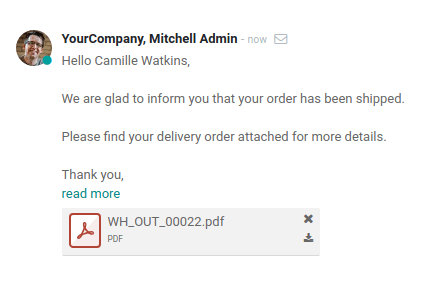 YourCompany, Mitchell Admin - now
Hello Camille Watkins,
We are glad to inform you that your order has been shipped.
Please find your delivery order attached for more details.
Thank you,
read more
WH_OUT_00022.pdf
PDF